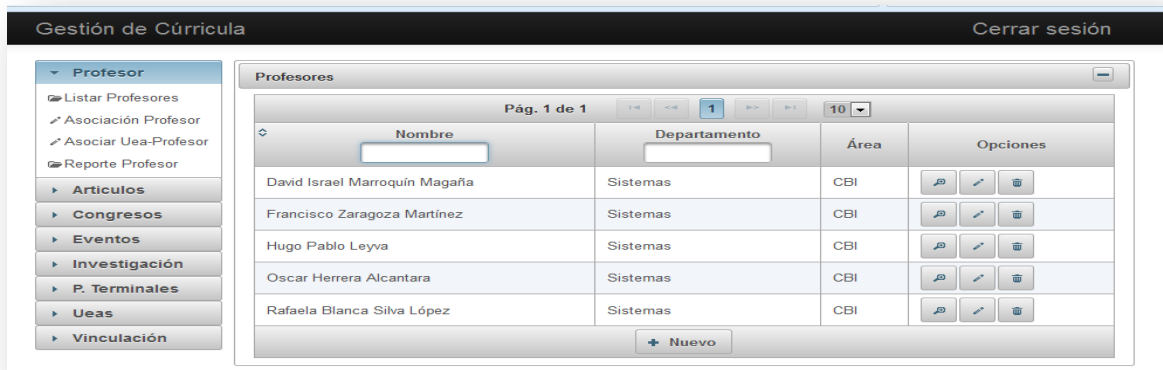 Gestión de Cúrricula
Cerrar sesión
Profesor
Listar Profesores
Asociación Profesor
Asociar Uea-Profesor
Reporte Profesor
Articulos
Congresos
Eventos
Investigación
P. Terminales
Ueas
Vinculación
Profesores
Pág. 1 de 1 1 10
Nombre Departamento Área Opciones
David Israel Marroquín Magaña Sistemas CBI
Francisco Zaragoza Martínez Sistemas CBI
Hugo Pablo Leyva Sistemas CBI
Oscar Herrera Alcantara Sistemas CBI
Rafaela Blanca Silva López Sistemas CBI
+ Nuevo